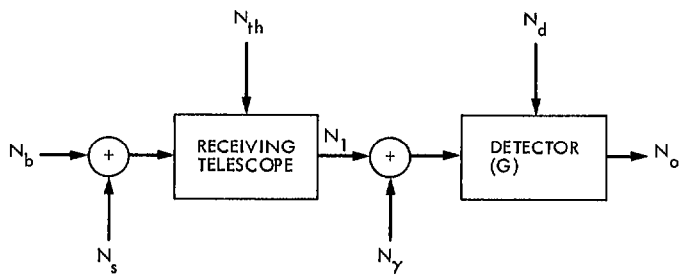 N_th
N_d
N_b
+
RECEIVING
TELESCOPE
N_1
+
DETECTOR
(G)
N_o
N_s
N_γ